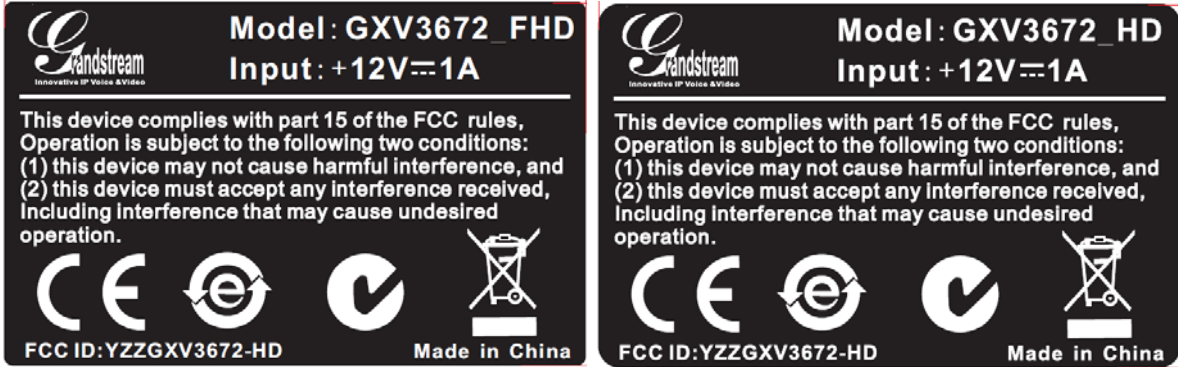 Grandstream
Innovative IP Voice &Video
Model: GXV3672_FHD
Input: +12V⎓1A
This device complies with part 15 of the FCC rules,
Operation is subject to the following two conditions:
(1) this device may not cause harmful interference, and
(2) this device must accept any interference received,
Including interference that may cause undesired
operation.
CE
e
FCC ID:YZZGXV3672-HD
Made in China
Grandstream
Innovative IP Voice &Video
Model: GXV3672_HD
Input: +12V⎓1A
This device complies with part 15 of the FCC rules,
Operation is subject to the following two conditions:
(1) this device may not cause harmful interference, and
(2) this device must accept any interference received,
Including interference that may cause undesired
operation.
CE
e
FCC ID:YZZGXV3672-HD
Made in China